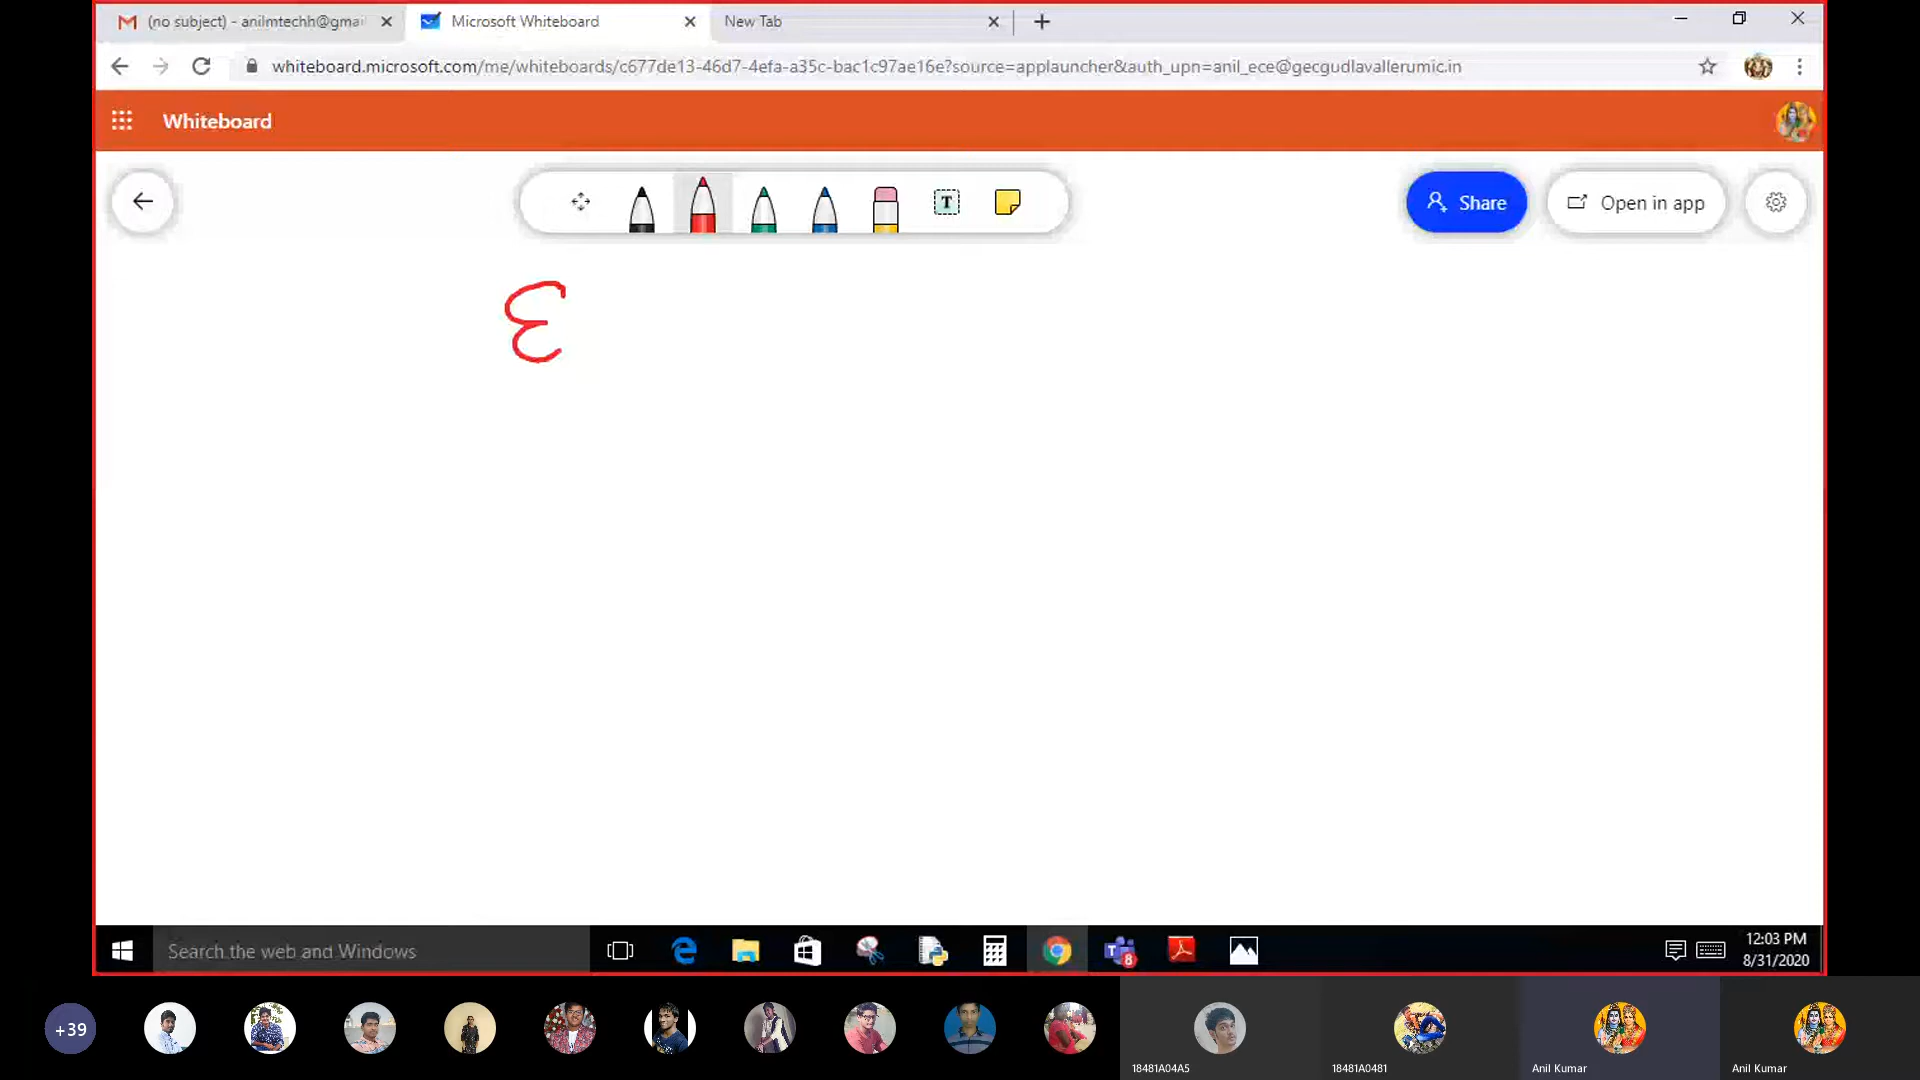 (no subject) - anilmtechh@gmai
Microsoft Whiteboard
New Tab
whiteboard.microsoft.com/me/whiteboards/c677de13-46d7-4efa-a35c-bac1c97ae16e?source=applauncher&auth_upn=anil_ece@gecgudlavallerumic.in
Whiteboard
T
Share
Open in app
ε
Search the web and Windows
8
12:03 PM
8/31/2020
+39
18481A04A5
18481A0481
Anil Kumar
Anil Kumar